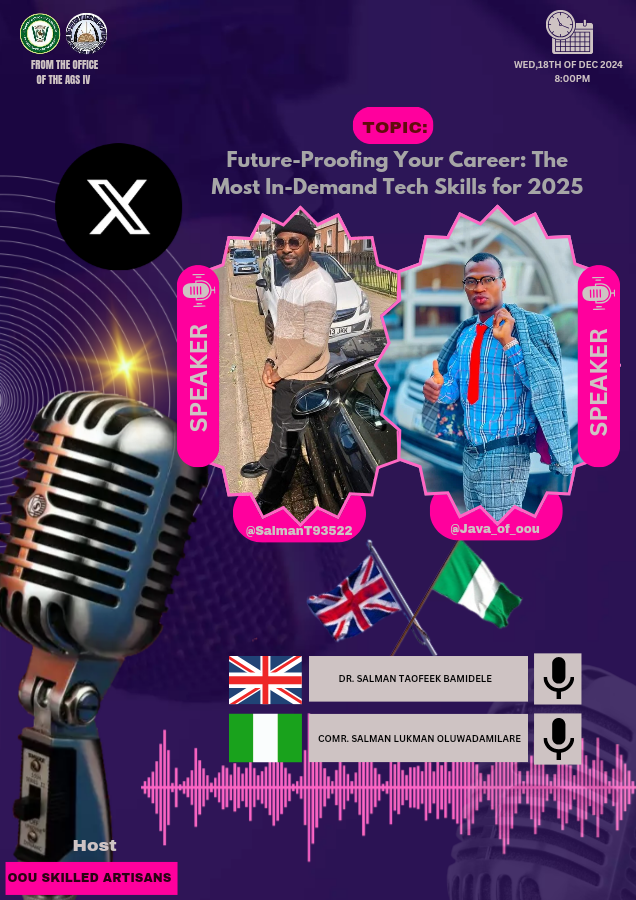 FROM THE OFFICE
OF THE AGS IV
WED,18TH OF DEC 2024
8:00PM
TOPIC:
Future-Proofing Your Career: The
Most In-Demand Tech Skills for 2025
SPEAKER
SPEAKER
@SalmanT93522
@Java_of_oou
DR. SALMAN TAOFEEK BAMIDELE
COMR. SALMAN LUKMAN OLUWADAMILARE
Host
OOU SKILLED ARTISANS